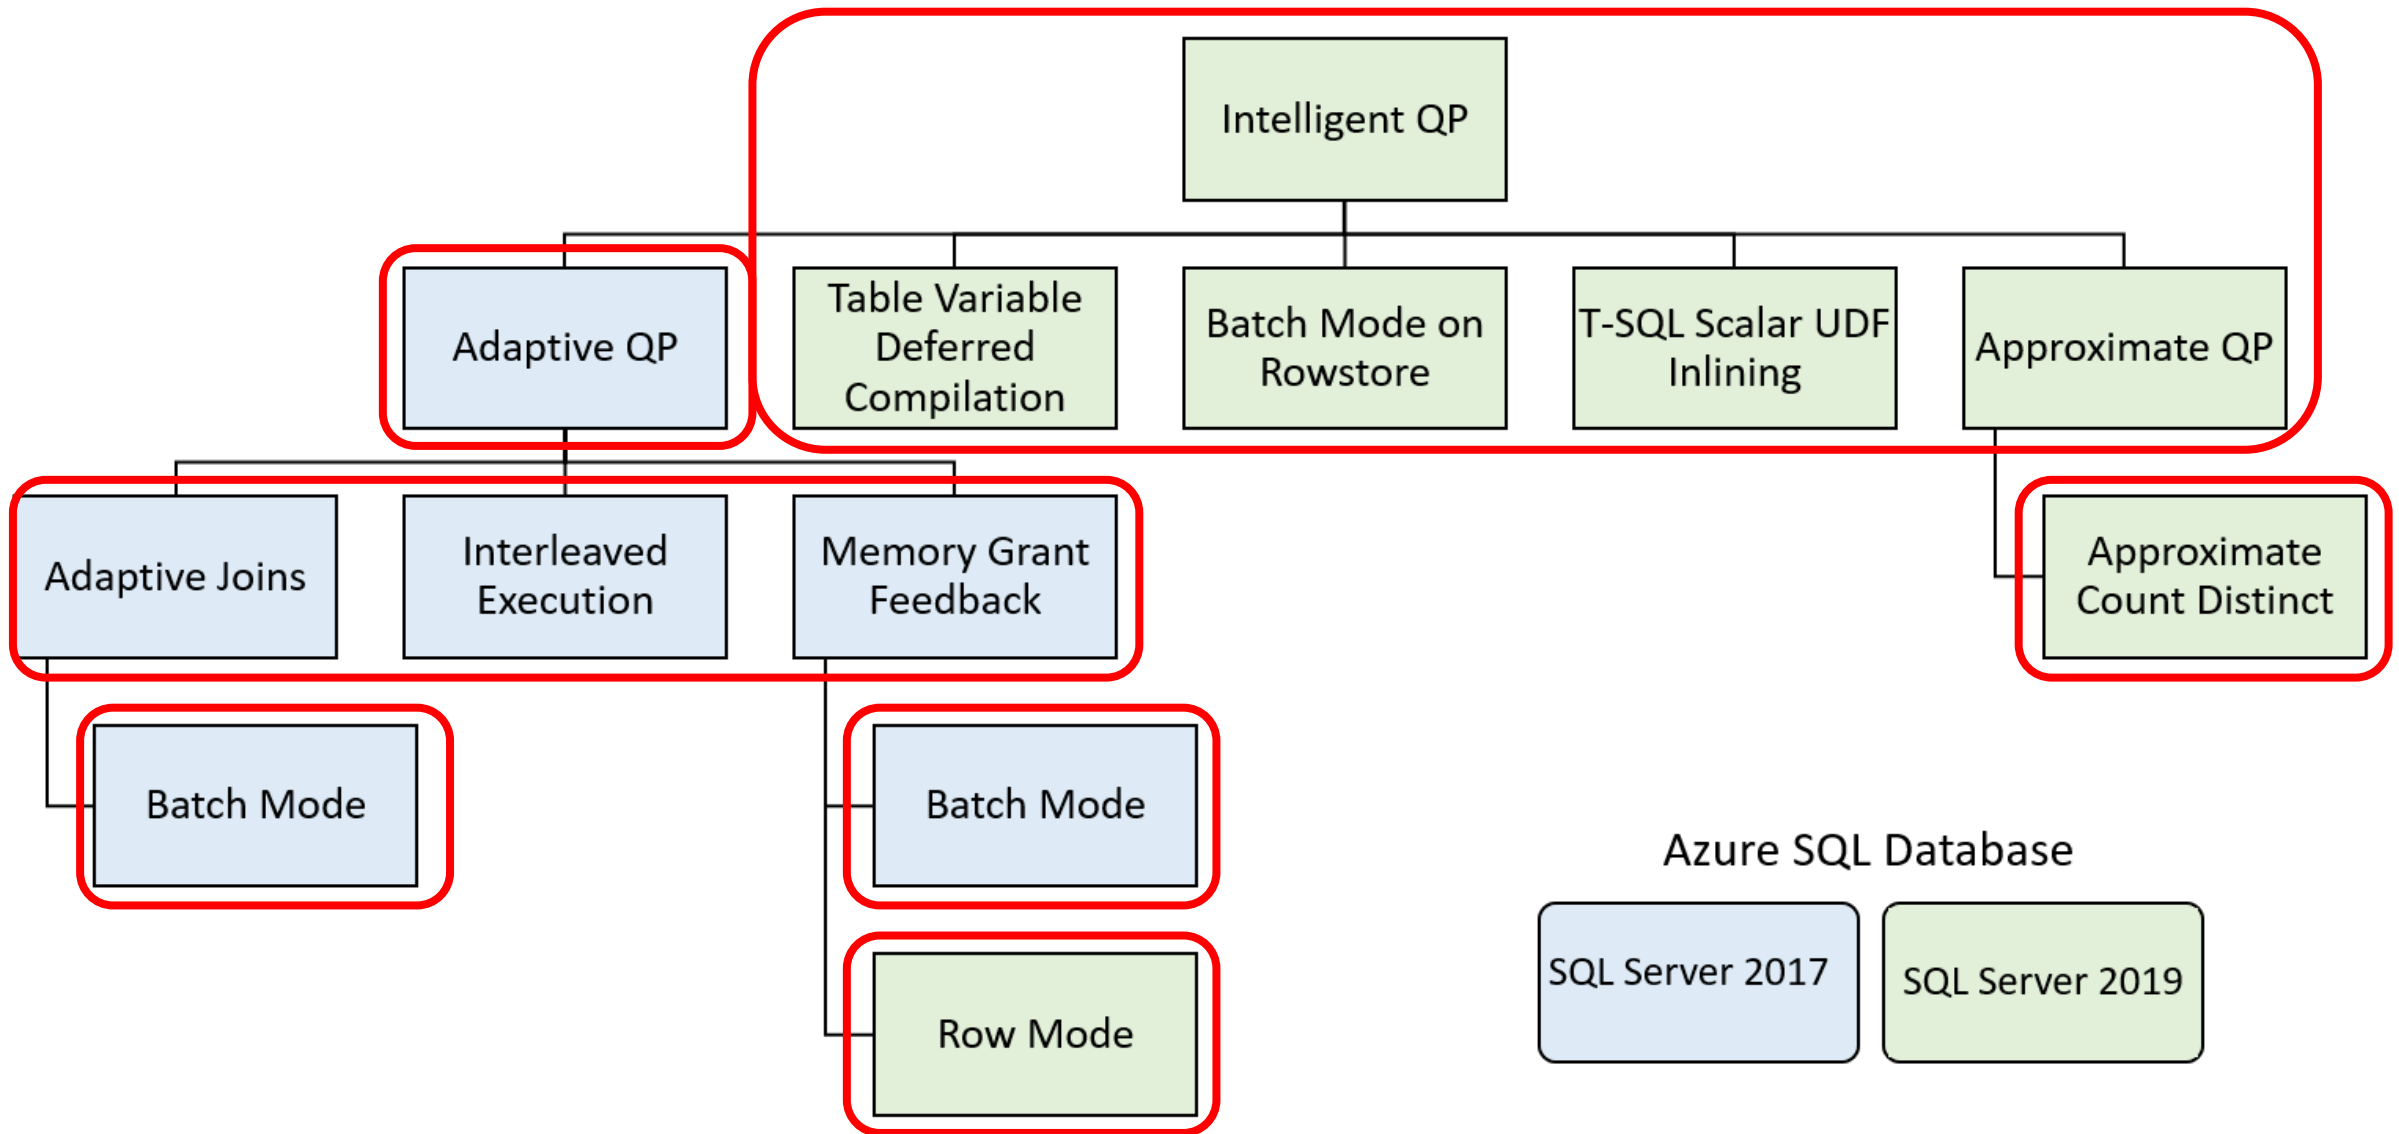 Intelligent QP
Adaptive QP
Table Variable
Deferred
Compilation
Batch Mode on
Rowstore
T-SQL Scalar UDF
Inlining
Approximate QP
Adaptive Joins
Interleaved
Execution
Memory Grant
Feedback
Approximate
Count Distinct
Batch Mode
Batch Mode
Row Mode
Azure SQL Database
SQL Server 2017
SQL Server 2019